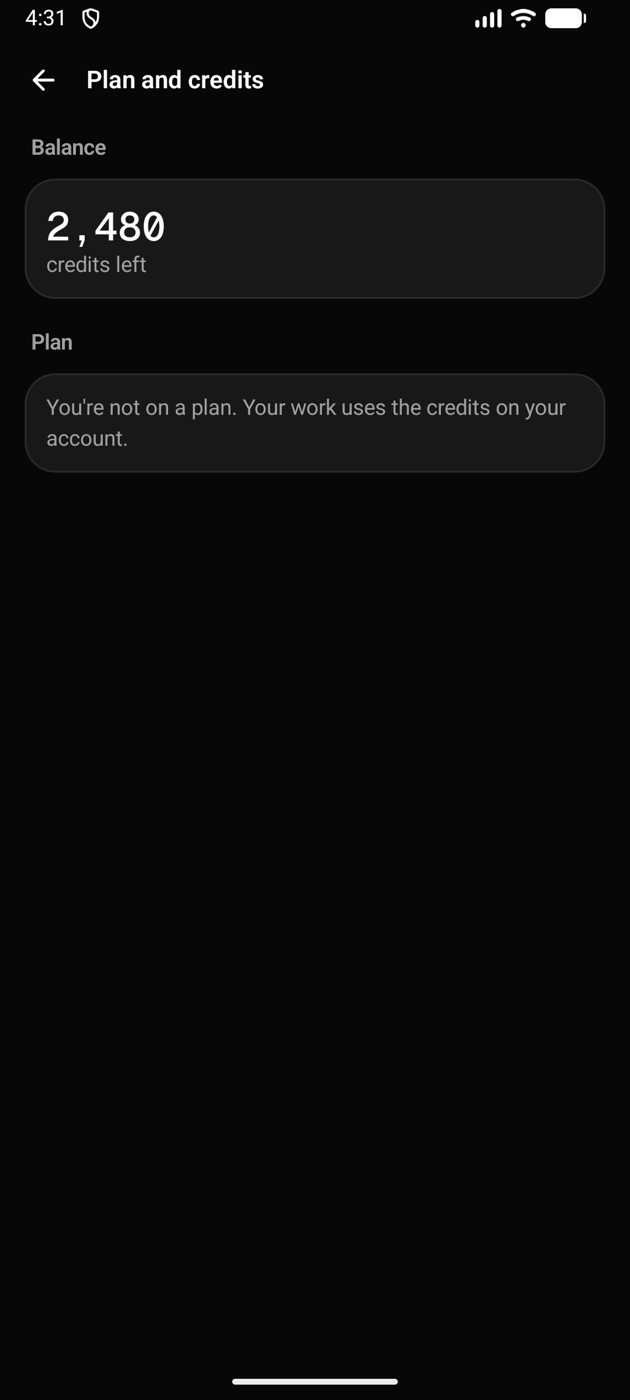 4:31
Plan and credits
Balance
2,480
credits left
Plan
You're not on a plan. Your work uses the credits on your
account.